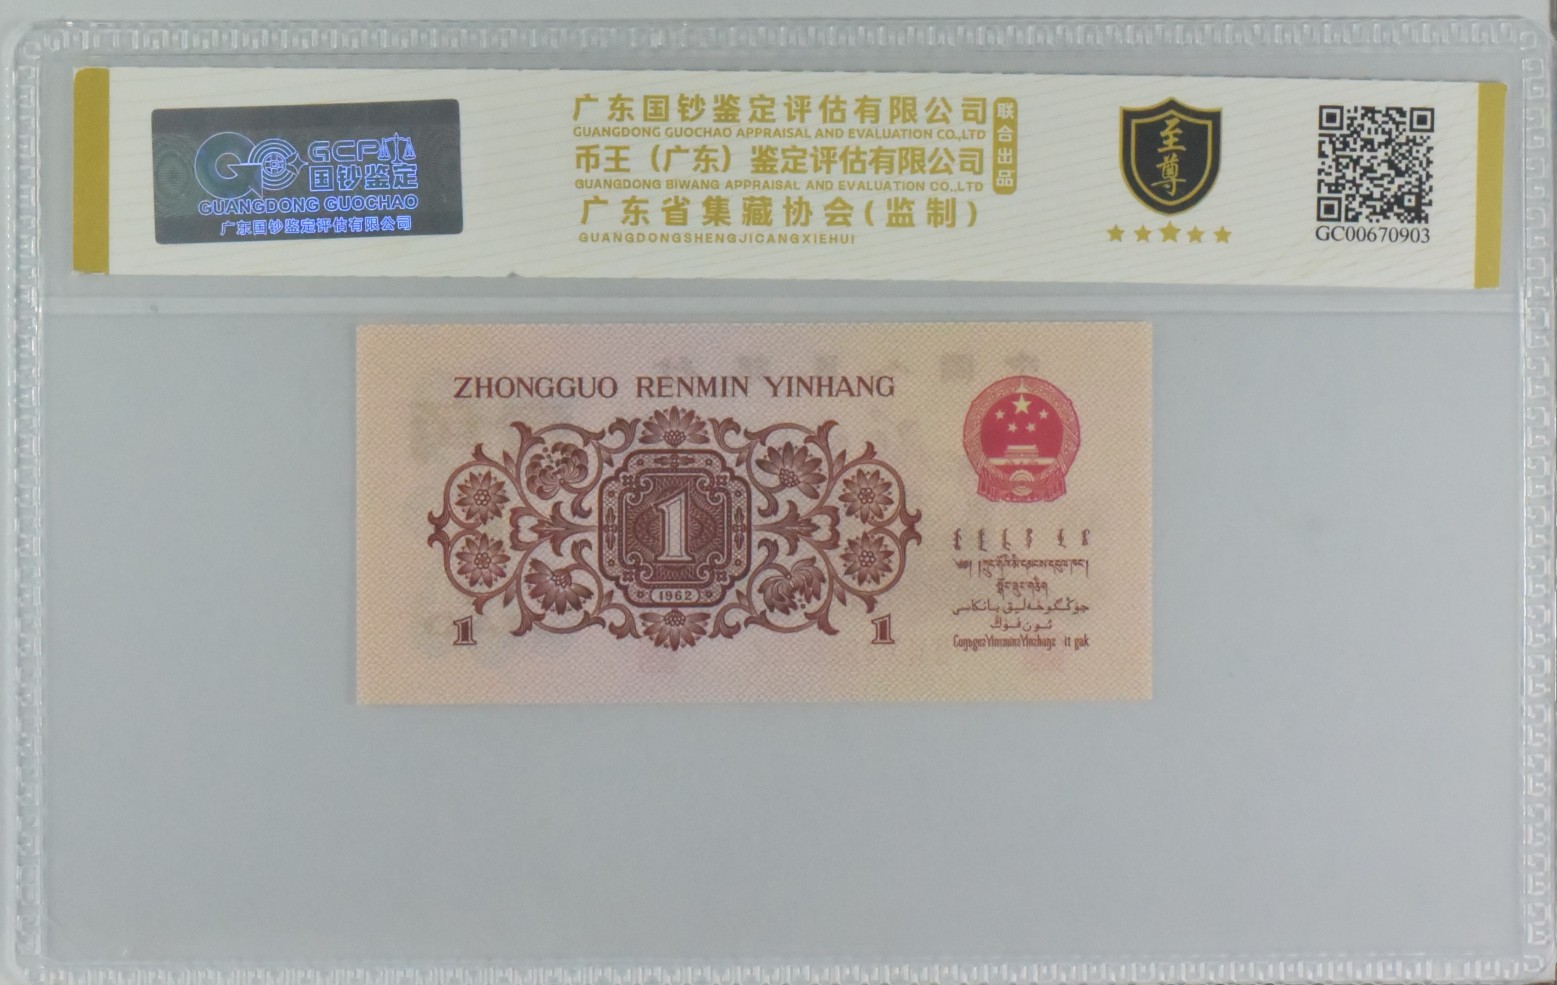 GCP
国钞鉴定
GUANGDONG GUOCHAO
广东国钞鉴定评估有限公司
广东国钞鉴定评估有限公司
GUANGDONG GUOCHAO APPRAISAL AND EVALUATION CO.,LTD
币王（广东）鉴定评估有限公司
GUANGDONG BIWANG APPRAISAL AND EVALUATION CO.,LTD
联合出品
广东省集藏协会(监制)
GUANGDONGSHENGJICANGXIEHUI
至尊
GC00670903
ZHONGGUO RENMIN YINHANG
1
1962
1
1